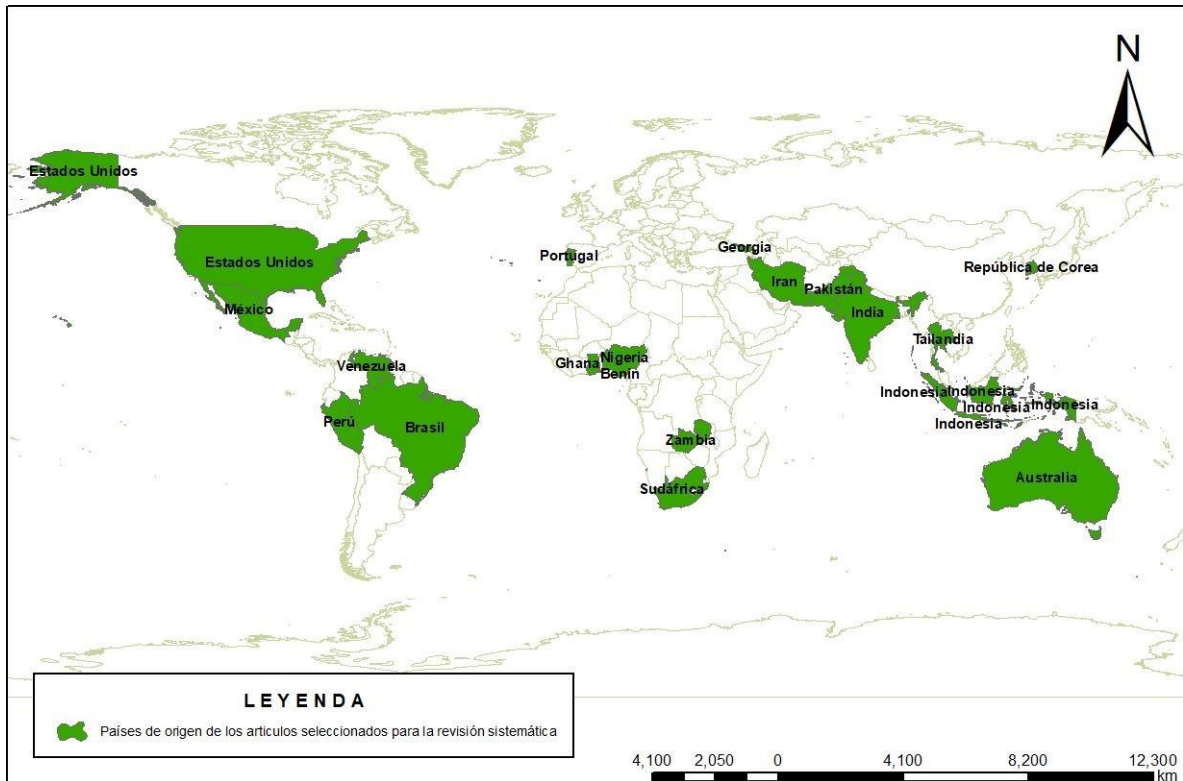 N
Estados Unidos
Estados Unidos
México
Venezuela
Perú
Brasil
Portugal
Ghana
Nigeria
Benín
Zambia
Sudáfrica
Georgia
Iran
Pakistán
India
República de Corea
Tailandia
Indonesia
Indonesia
Indonesia
Indonesia
Indonesia
Australia
LEYENDA
Países de origen de los articulos seleccionados para la revisión sistemática
4,100 2,050 0 4,100 8,200 12,300
km